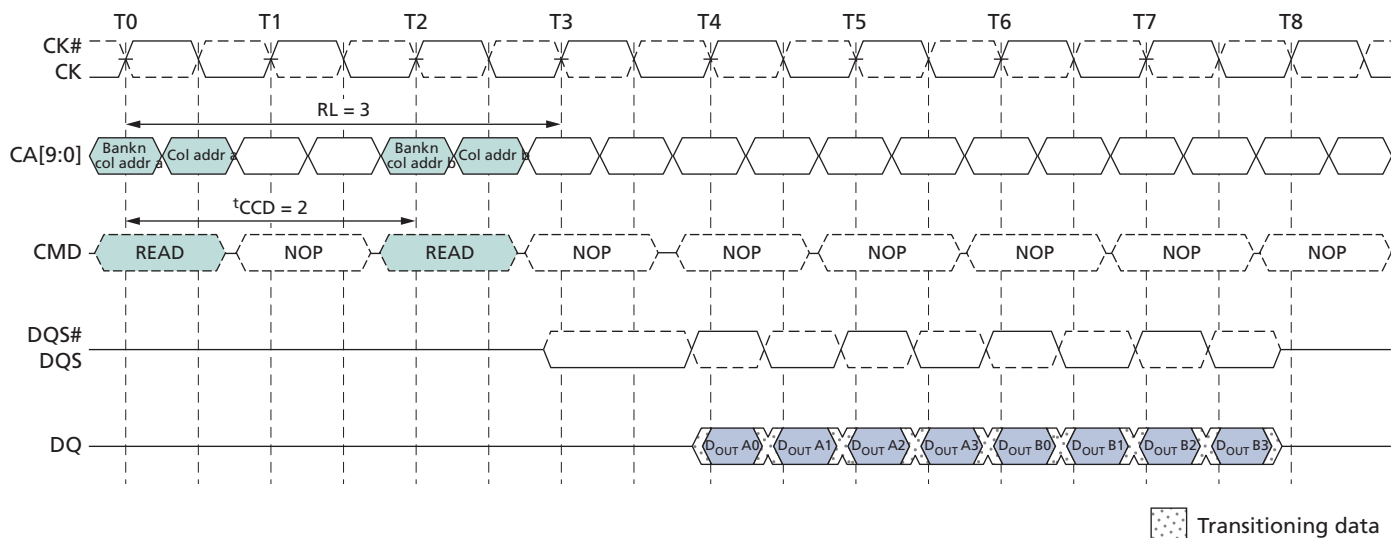 T0 T1 T2 T3 T4 T5 T6 T7 T8
CK#
CK
RL = 3
CA[9:0]
Bankn
col addr a
Col addr a
Bankn
col addr b
Col addr b
tCCD = 2
CMD
READ NOP READ NOP NOP NOP NOP NOP NOP
DQS#
DQS
DQ
DOUT A0 DOUT A1 DOUT A2 DOUT A3 DOUT B0 DOUT B1 DOUT B2 DOUT B3
Transitioning data